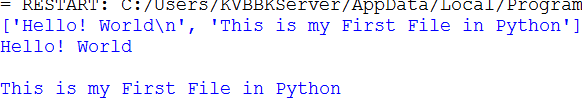 = RESTART: C:/Users/KVBBKServer/AppData/Local/Program
['Hello! World\n', 'This is my First File in Python']
Hello! World
This is my First File in Python